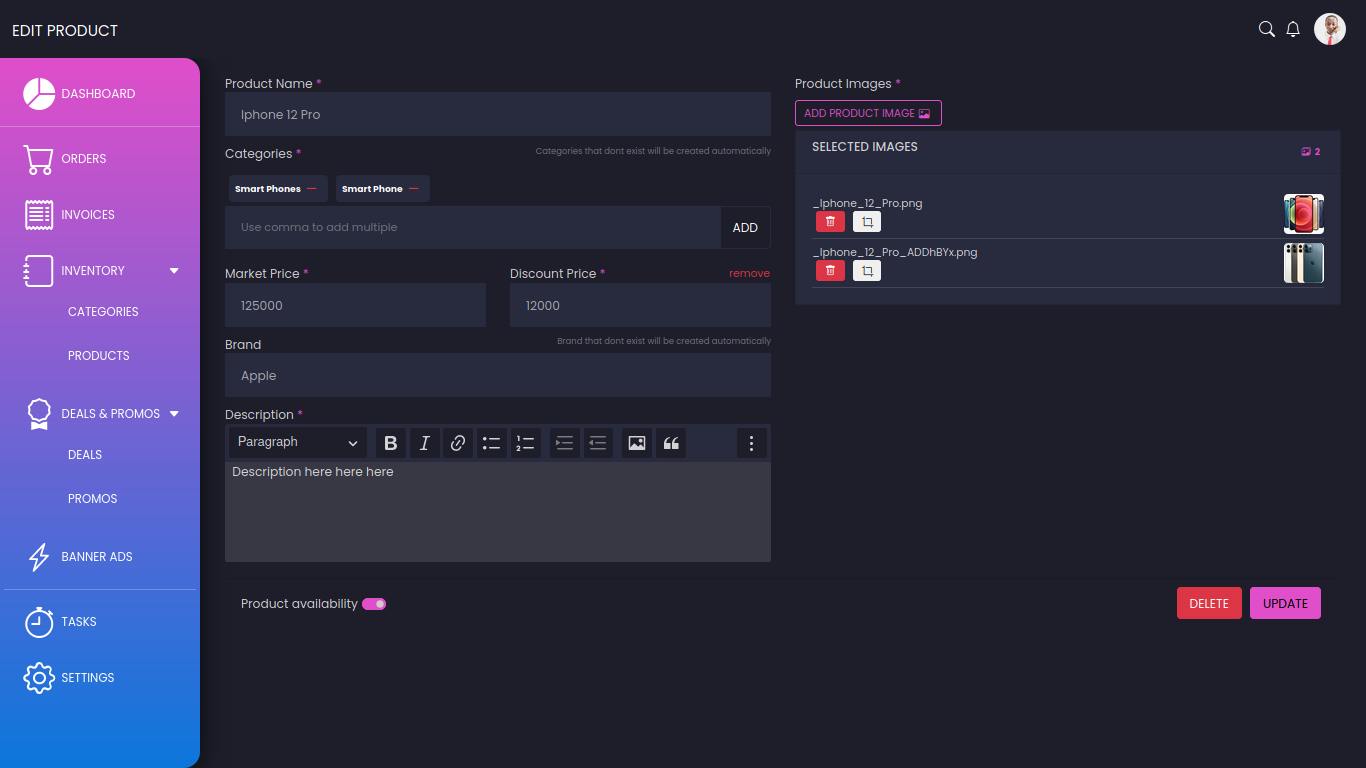 EDIT PRODUCT
DASHBOARD
ORDERS
INVOICES
INVENTORY
CATEGORIES
PRODUCTS
DEALS & PROMOS
DEALS
PROMOS
BANNER ADS
TASKS
SETTINGS
Product Name *
Iphone 12 Pro
Categories *
Categories that dont exist will be created automatically
Smart Phones
Smart Phone
Use comma to add multiple
ADD
Market Price *
125000
Discount Price *
remove
12000
Brand
Brand that dont exist will be created automatically
Apple
Description *
Paragraph
Description here here here
Product Images *
ADD PRODUCT IMAGE
SELECTED IMAGES
2
_Iphone_12_Pro.png
_Iphone_12_Pro_ADDhBYx.png
Product availability
DELETE
UPDATE